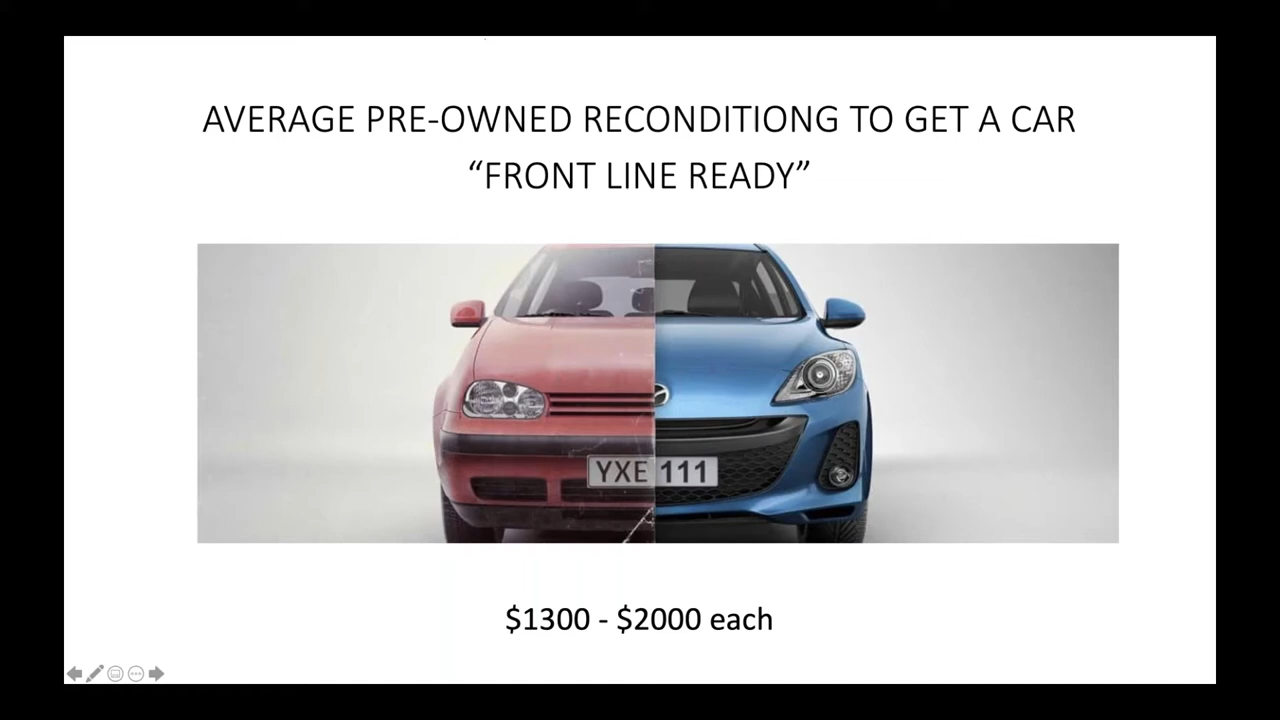 AVERAGE PRE-OWNED RECONDITIONG TO GET A CAR
“FRONT LINE READY”
YXE 111
$1300 - $2000 each